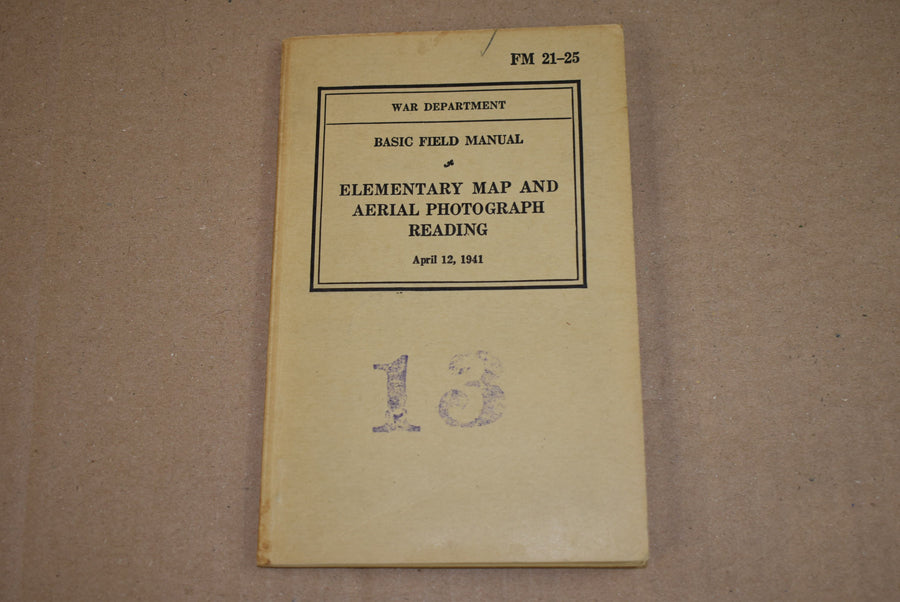 FM 21–25
WAR DEPARTMENT
BASIC FIELD MANUAL
ELEMENTARY MAP AND
AERIAL PHOTOGRAPH
READING
April 12, 1941
13